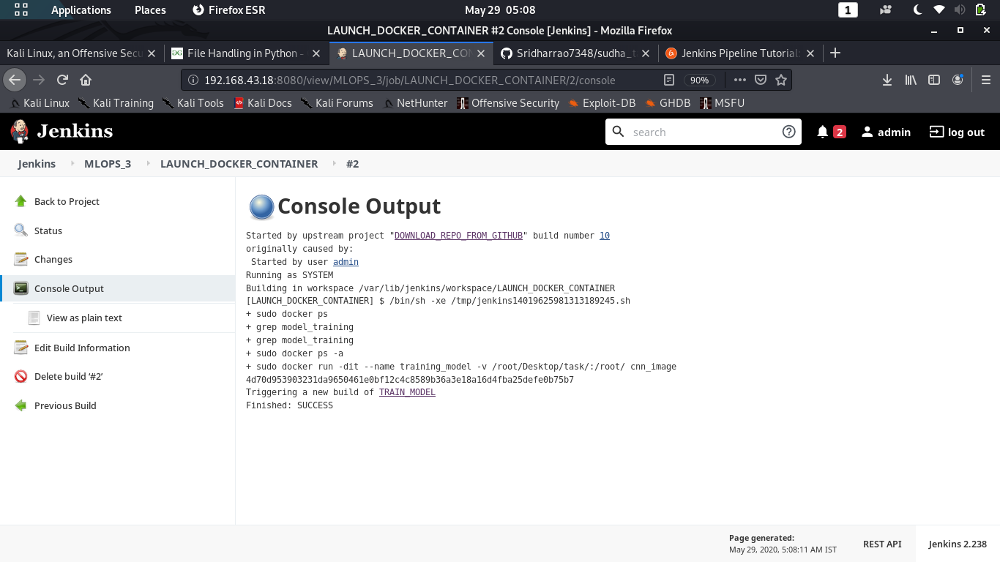 Applications Places Firefox ESR May 29 05:08 1
LAUNCH_DOCKER_CONTAINER #2 Console [Jenkins] - Mozilla Firefox
Kali Linux, an Offensive Secu File Handling in Python - LAUNCH_DOCKER_CON Sridharrao7348/sudha_t Jenkins Pipeline Tutorial:
192.168.43.18:8080/view/MLOPS_3/job/LAUNCH_DOCKER_CONTAINER/2/console 90%
Kali Linux Kali Training Kali Tools Kali Docs Kali Forums NetHunter Offensive Security Exploit-DB GHDB MSFU
Jenkins search 2 admin log out
Jenkins MLOPS_3 LAUNCH_DOCKER_CONTAINER #2
Back to Project
Status
Changes
Console Output
View as plain text
Edit Build Information
Delete build ‘#2’
Previous Build
Console Output
Started by upstream project "DOWNLOAD_REPO_FROM_GITHUB" build number 10
originally caused by:
Started by user admin
Running as SYSTEM
Building in workspace /var/lib/jenkins/workspace/LAUNCH_DOCKER_CONTAINER
[LAUNCH_DOCKER_CONTAINER] $ /bin/sh -xe /tmp/jenkins14019625981313189245.sh
+ sudo docker ps
+ grep model_training
+ grep model_training
+ sudo docker ps -a
+ sudo docker run -dit --name training_model -v /root/Desktop/task/:/root/ cnn_image
4d70d953903231da9650461e0bf12c4c8589b36a3e18a16d4fba25defe0b75b7
Triggering a new build of TRAIN_MODEL
Finished: SUCCESS
Page generated:
May 29, 2020, 5:08:11 AM IST
REST API Jenkins 2.238